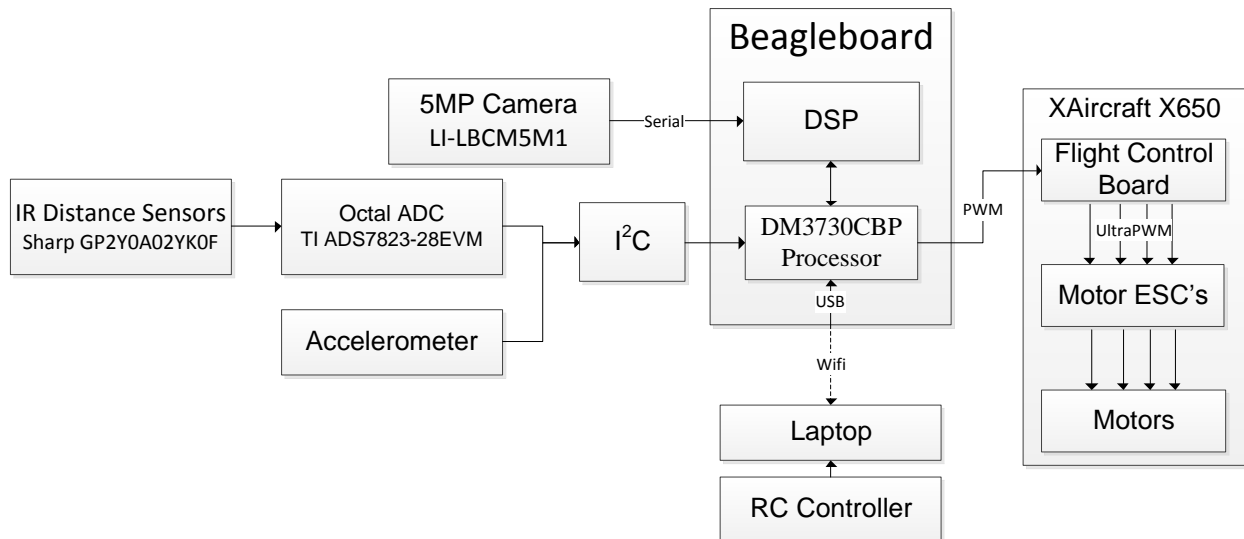 Beagleboard
5MP Camera
LI-LBCM5M1
Serial
DSP
XAircraft X650
Flight Control
Board
IR Distance Sensors
Sharp GP2Y0A02YK0F
Octal ADC
TI ADS7823-28EVM
I²C
DM3730CBP
Processor
PWM
UltraPWM
Motor ESC's
USB
Accelerometer
Wifi
Motors
Laptop
RC Controller